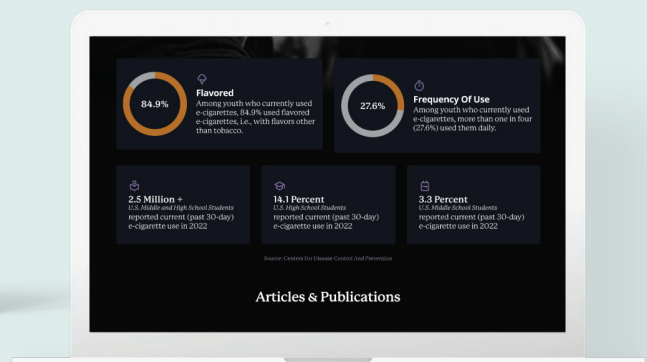 84.9%
Flavored
Among youth who currently used
e-cigarettes, 84.9% used flavored
e-cigarettes, i.e., with flavors other
than tobacco.
27.6%
Frequency Of Use
Among youth who currently used
e-cigarettes, more than one in four
(27.6%) used them daily.
2.5 Million +
U.S. Middle and High School Students
reported current (past 30-day)
e-cigarette use in 2022
14.1 Percent
U.S. High School Students
reported current (past 30-day)
e-cigarette use in 2022
3.3 Percent
U.S. Middle School Students
reported current (past 30-day)
e-cigarette use in 2022
Source: Centers For Disease Control And Prevention
Articles & Publications